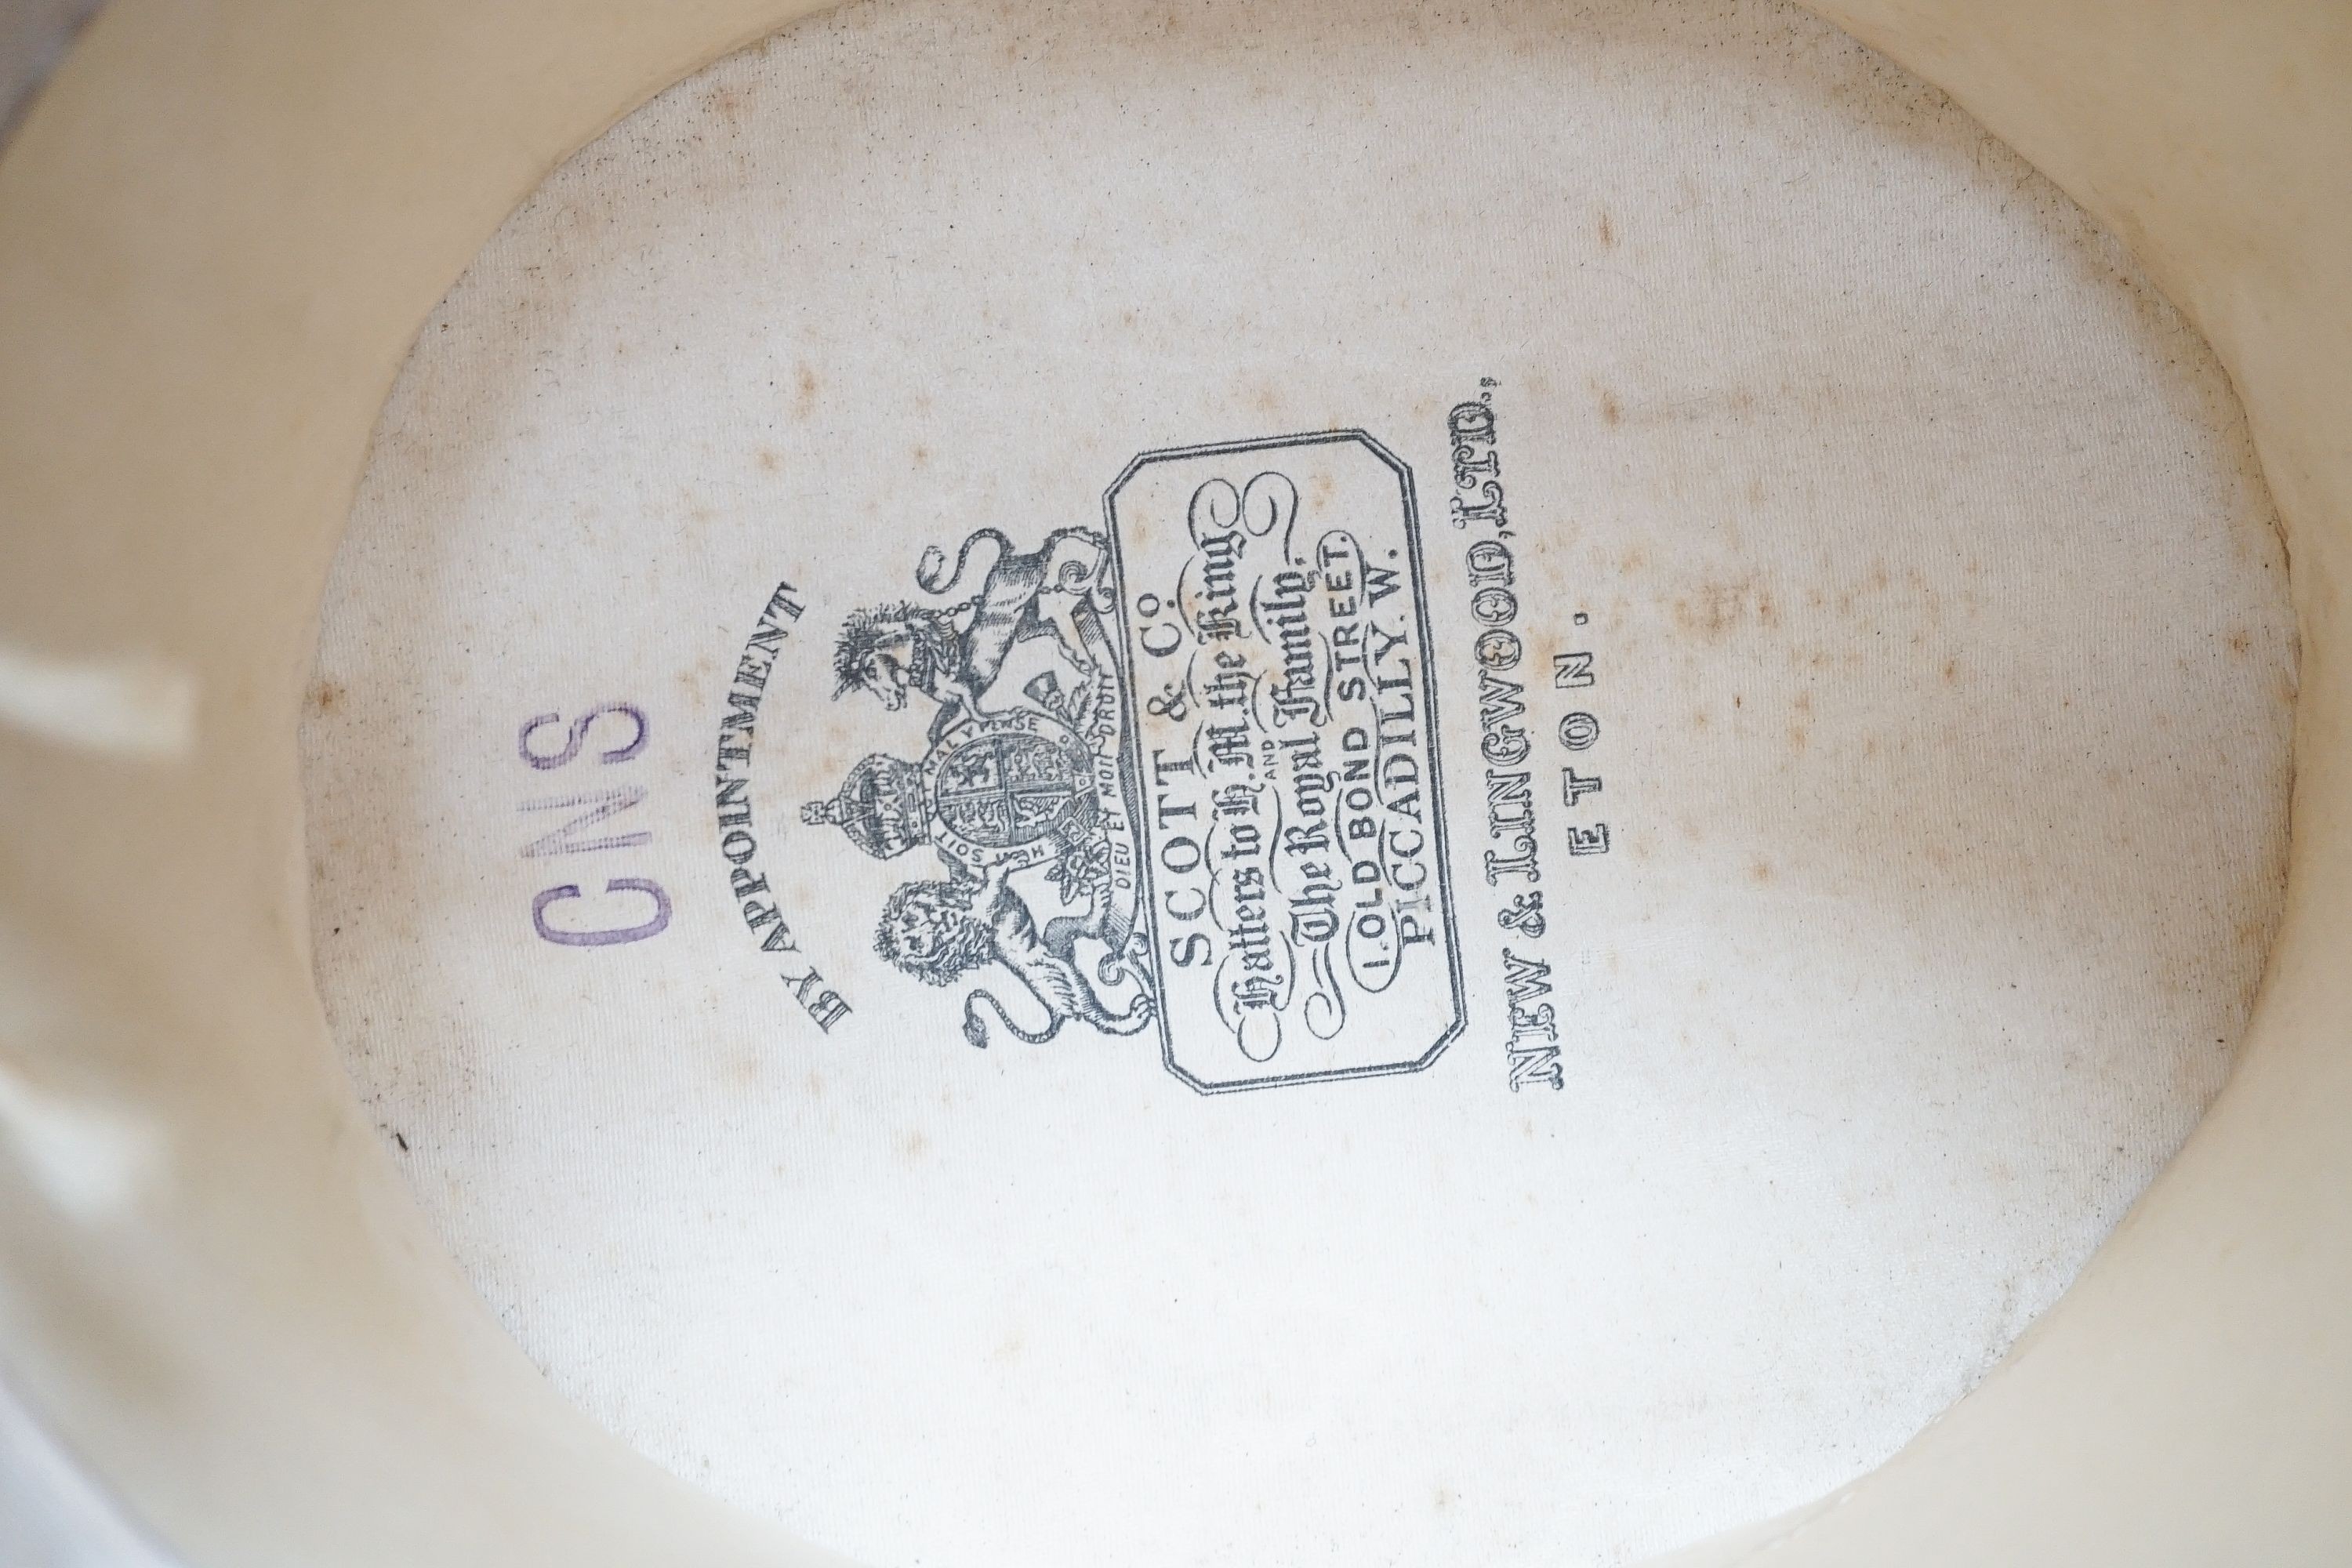 CNS
BY APPOINTMENT
HONI SOIT MAL Y PENSE
DIEU ET MON DROIT
SCOTT & Co.
Hatters to H.M. the King
AND
The Royal Family.
1. OLD BOND STREET.
PICCADILLY. W.
NEW & LINGWOOD, LTD.,
ETON.